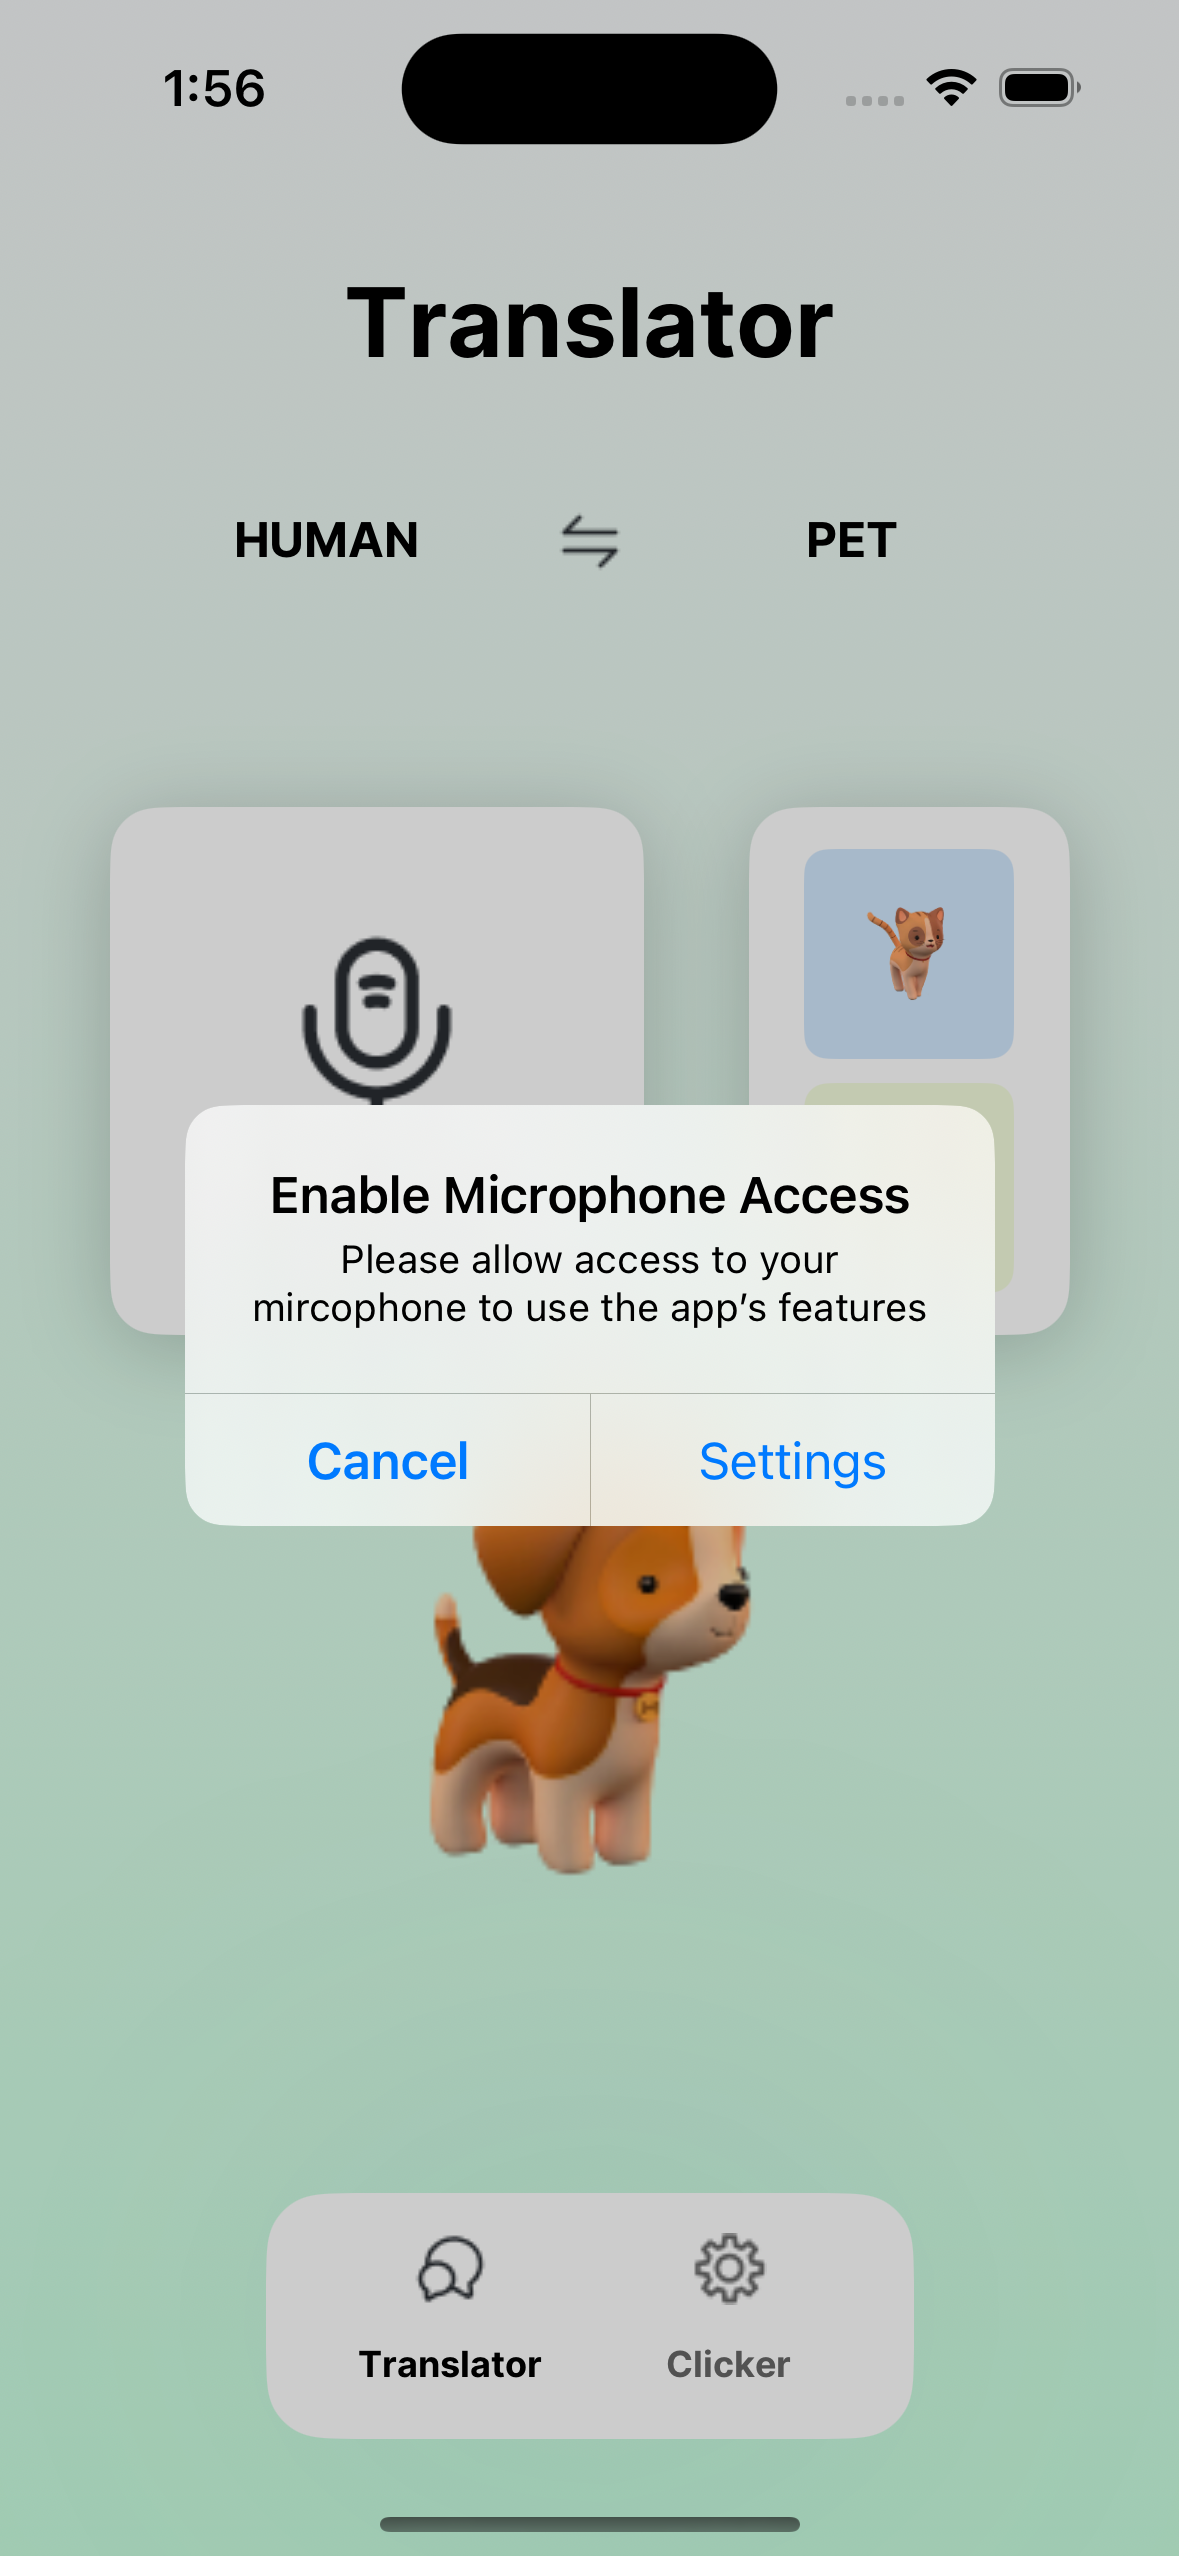 1:56
Translator
HUMAN
PET
Enable Microphone Access
Please allow access to your
mircophone to use the app’s features
Cancel
Settings
Translator
Clicker